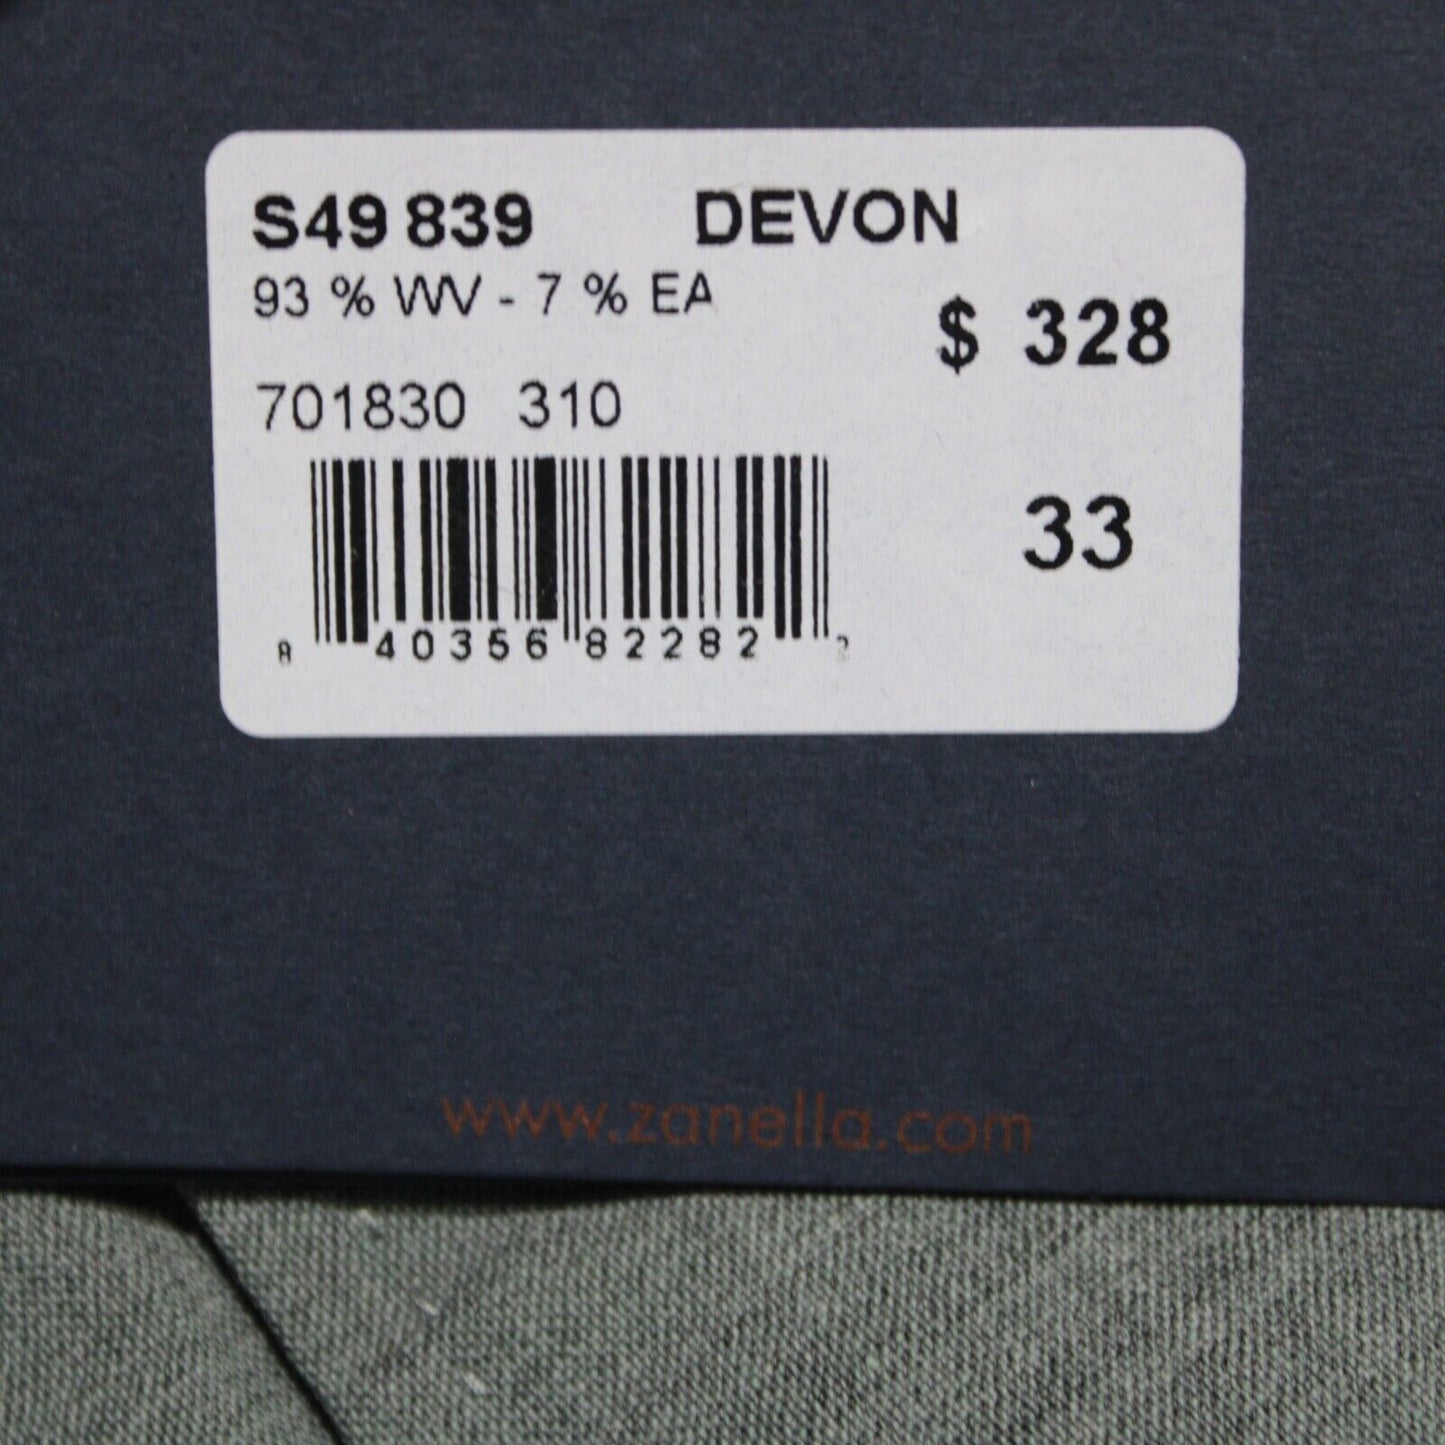 S49 839 DEVON
93 % WV - 7 % EA
$ 328
701830 310
33
8 40356 82282 2
www.zanella.com